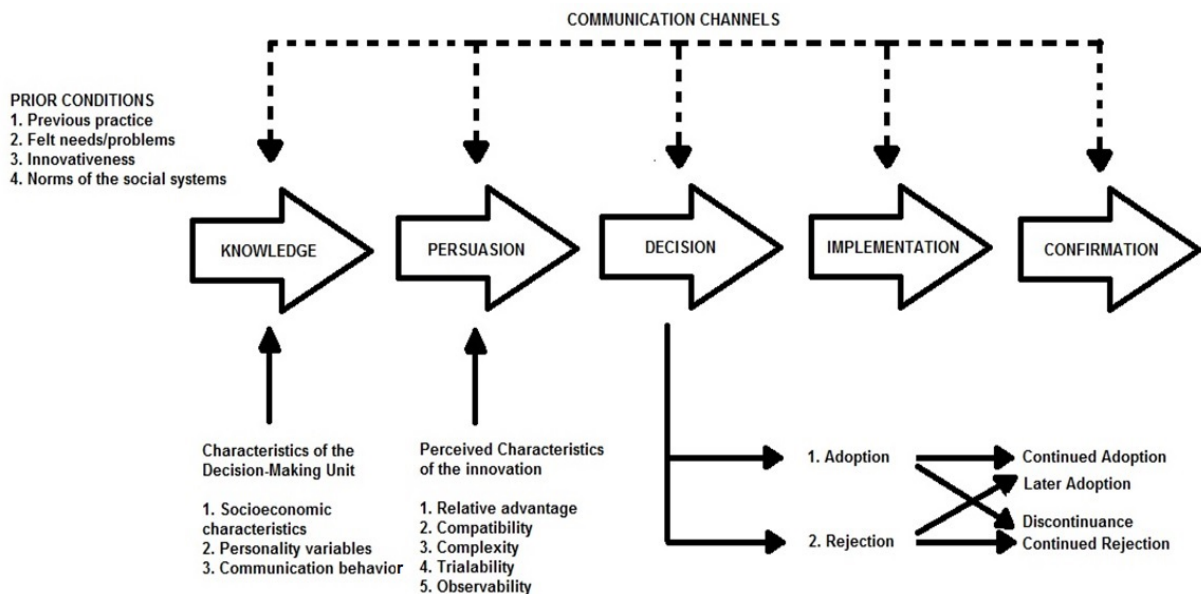 COMMUNICATION CHANNELS
PRIOR CONDITIONS
1. Previous practice
2. Felt needs/problems
3. Innovativeness
4. Norms of the social systems
KNOWLEDGE
PERSUASION
DECISION
IMPLEMENTATION
CONFIRMATION
Characteristics of the
Decision-Making Unit
1. Socioeconomic
characteristics
2. Personality variables
3. Communication behavior
Perceived Characteristics
of the innovation
1. Relative advantage
2. Compatibility
3. Complexity
4. Trialability
5. Observability
1. Adoption
2. Rejection
Continued Adoption
Later Adoption
Discontinuance
Continued Rejection